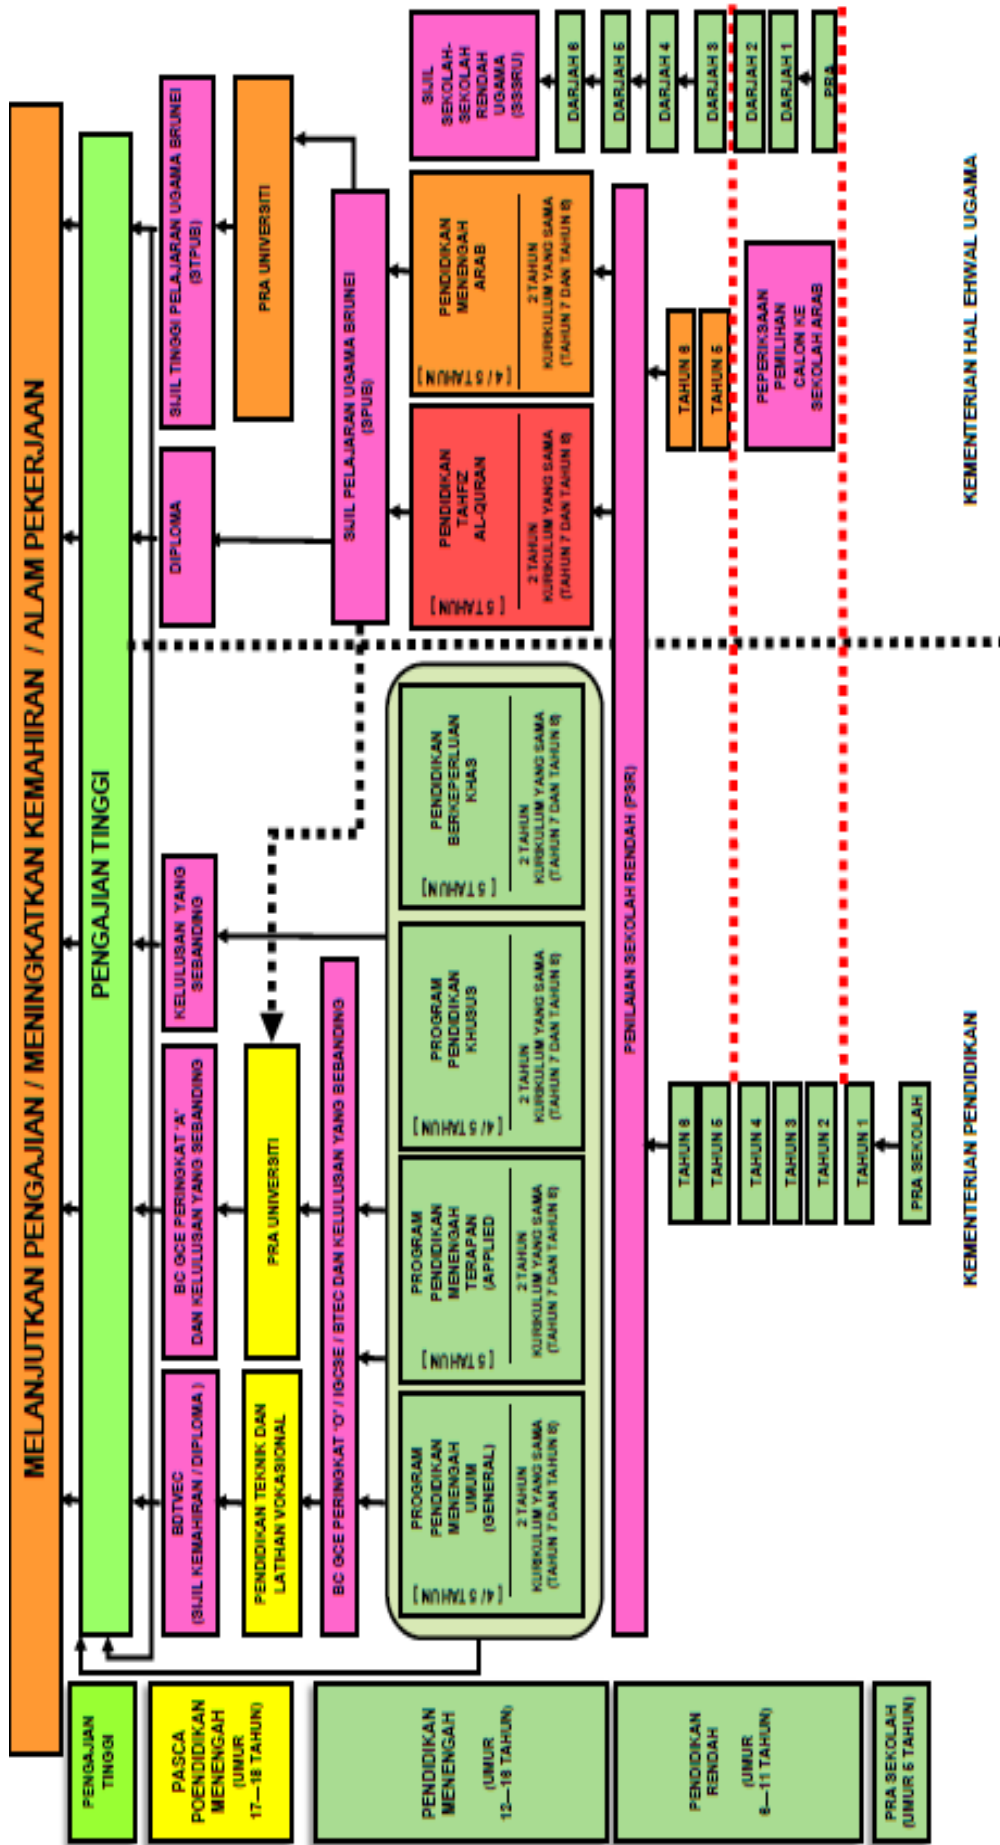 MELANJUTKAN PENGAJIAN / MENINGKATKAN KEMAHIRAN / ALAM PEKERJAAN
PENGAJIAN
TINGGI
PENGAJIAN TINGGI
PASCA
POENDIDIKAN
MENENGAH
(UMUR
17—18 TAHUN)
BDTVEC
(SIJIL KEMAHIRAN / DIPLOMA )
BC GCE PERINGKAT 'A'
DAN KELULUSAN YANG SEBANDING
KELULUSAN YANG
SEBANDING
DIPLOMA
SIJIL TINGGI PELAJARAN UGAMA BRUNEI
(STPUB)
PENDIDIKAN TEKNIK DAN
LATIHAN VOKASIONAL
PRA UNIVERSITI
PRA UNIVERSITI
PENDIDIKAN
MENENGAH
(UMUR
12—16 TAHUN)
BC GCE PERINGKAT 'O' / IGCSE / BTEC DAN KELULUSAN YANG SEBANDING
SIJIL PELAJARAN UGAMA BRUNEI
(SPUB)
PROGRAM
PENDIDIKAN
MENENGAH
UMUM
(GENERAL)
[ 4 / 5 TAHUN ]
2 TAHUN
KURIKULUM YANG SAMA
(TAHUN 7 DAN TAHUN 8)
PROGRAM
PENDIDIKAN
MENENGAH
TERAPAN
(APPLIED
[ 5 TAHUN ]
2 TAHUN
KURIKULUM YANG SAMA
(TAHUN 7 DAN TAHUN 8)
PROGRAM
PENDIDIKAN
KHUSUS
[ 4 / 5 TAHUN ]
2 TAHUN
KURIKULUM YANG SAMA
(TAHUN 7 DAN TAHUN 8)
PENDIDIKAN
BERKEPERLUAN
KHAS
[ 5 TAHUN ]
2 TAHUN
KURIKULUM YANG SAMA
(TAHUN 7 DAN TAHUN 8)
PENDIDIKAN
TAHFIZ
AL-QURAN
[ 5 TAHUN ]
2 TAHUN
KURIKULUM YANG SAMA
(TAHUN 7 DAN TAHUN 8)
PENDIDIKAN
MENENGAH
ARAB
[ 4 / 5 TAHUN ]
2 TAHUN
KURIKULUM YANG SAMA
(TAHUN 7 DAN TAHUN 8)
SIJIL
SEKOLAH-
SEKOLAH
RENDAH
UGAMA
(SSSRU)
PENDIDIKAN
RENDAH
(UMUR
6—11 TAHUN)
PENILAIAN SEKOLAH RENDAH (PSR)
TAHUN 6
TAHUN 5
TAHUN 4
TAHUN 3
TAHUN 2
TAHUN 1
TAHUN 6
TAHUN 5
PEPERIKSAAN
PEMILIHAN
CALON KE
SEKOLAH ARAB
DARJAH 6
DARJAH 5
DARJAH 4
DARJAH 3
DARJAH 2
DARJAH 1
PRA
PRA SEKOLAH
(UMUR 5 TAHUN)
PRA SEKOLAH
KEMENTERIAN PENDIDIKAN
KEMENTERIAN HAL EHWAL UGAMA